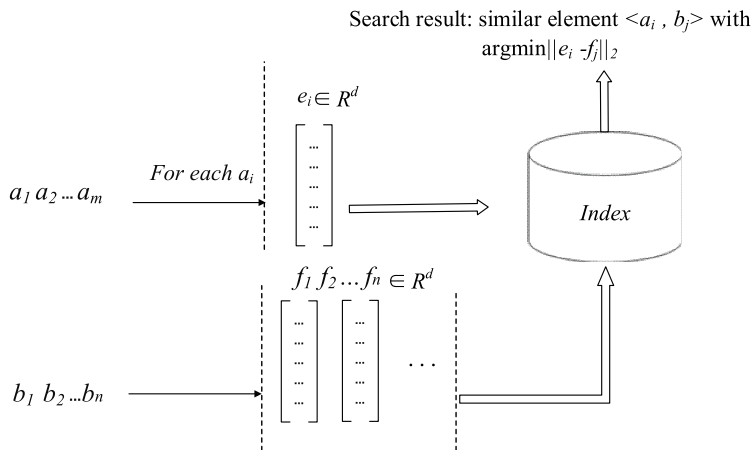 Search result: similar element <aᵢ , bⱼ> with
argmin||eᵢ -fⱼ||₂
eᵢ ∈ Rᵈ
...
...
...
...
...
For each aᵢ
a₁ a₂ ... aₘ
Index
f₁ f₂ ... fₙ ∈ Rᵈ
... ...
... ...
... ...
... ... ...
... ...
b₁ b₂ ... bₙ